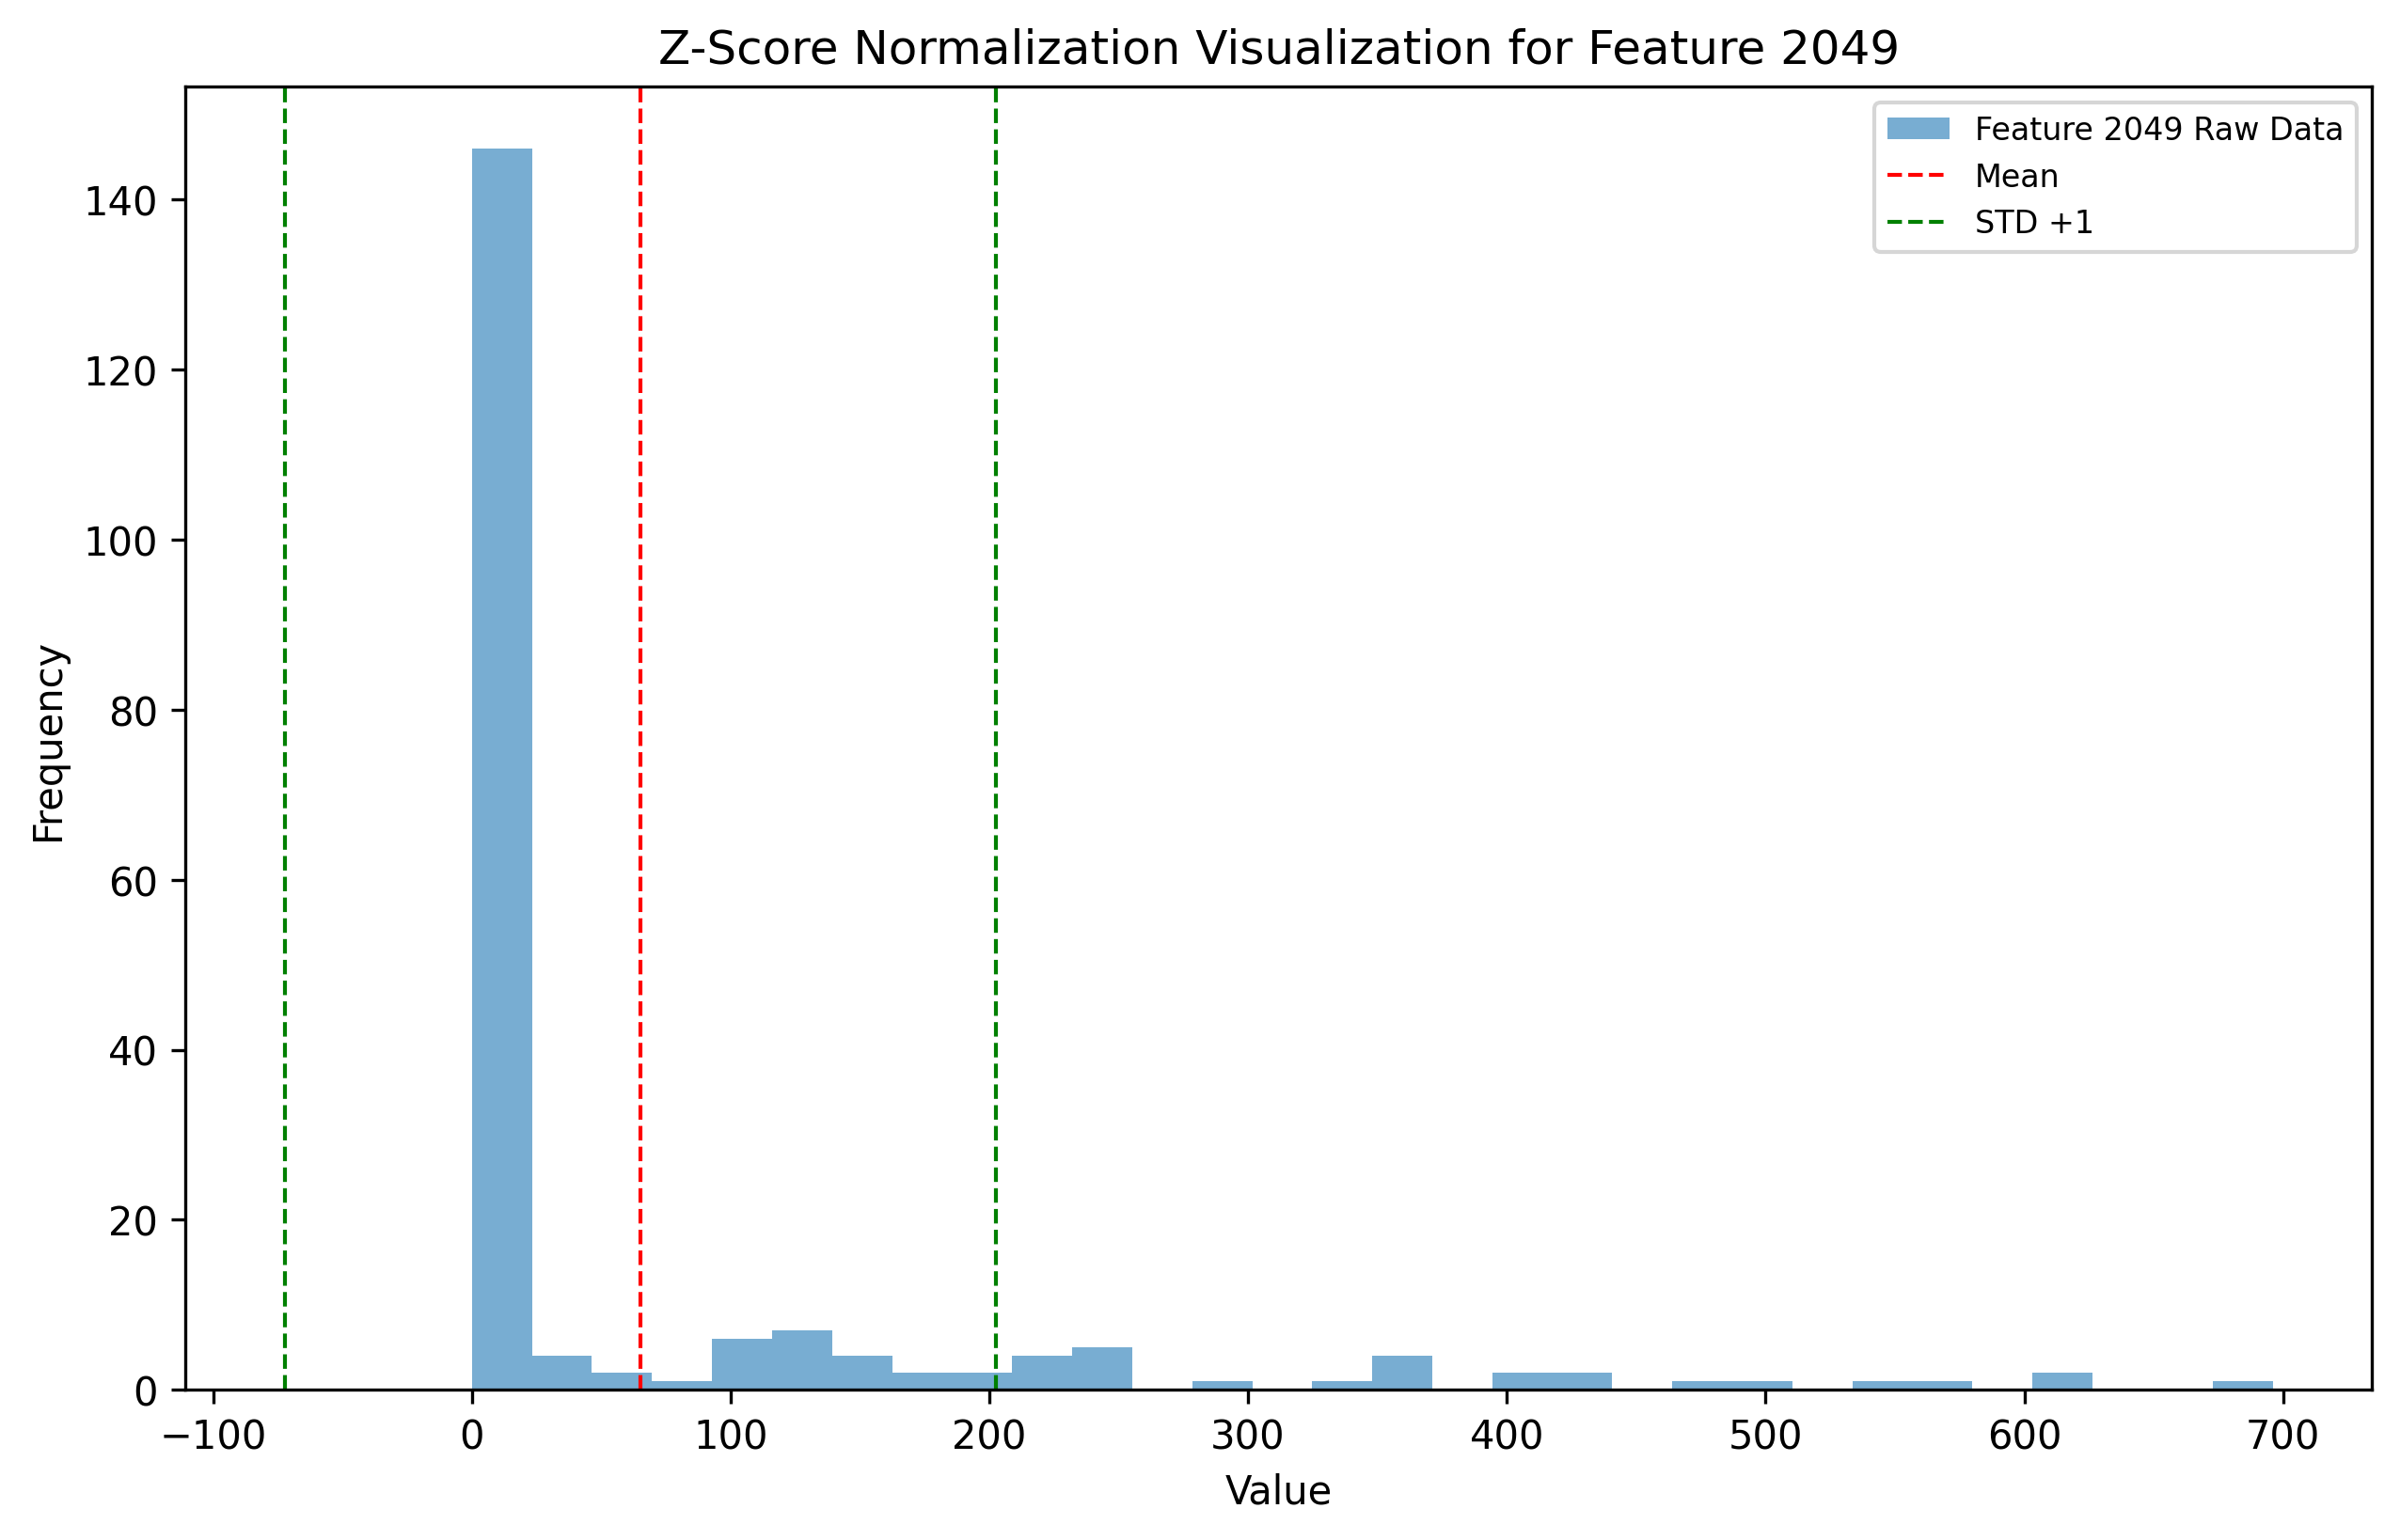 Z-Score Normalization Visualization for Feature 2049
Feature 2049 Raw Data
Mean
STD +1
Frequency
140
120
100
80
60
40
20
0
−100 0 100 200 300 400 500 600 700
Value